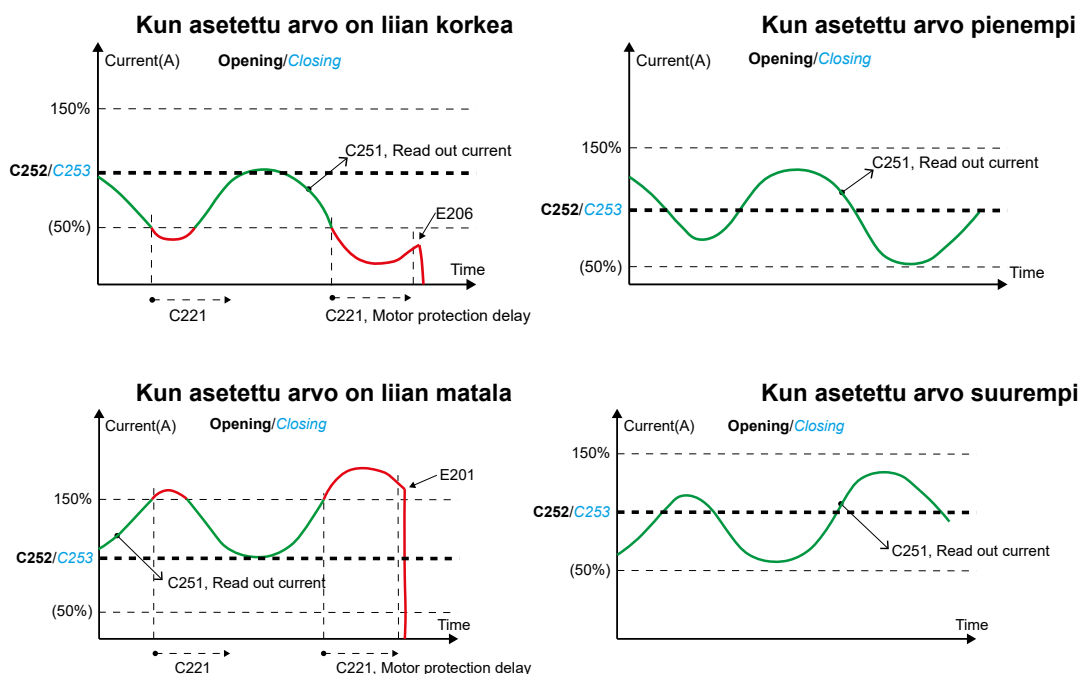 Kun asetettu arvo on liian korkea
Current(A)
Opening/Closing
150%
C251, Read out current
C252/C253
E206
(50%)
Time
C221
C221, Motor protection delay
Kun asetettu arvo pienempi
Current(A)
Opening/Closing
150%
C251, Read out current
C252/C253
(50%)
Time
Kun asetettu arvo on liian matala
Current(A)
Opening/Closing
E201
150%
C252/C253
C251, Read out current
(50%)
Time
C221
C221, Motor protection delay
Kun asetettu arvo suurempi
Current(A)
Opening/Closing
150%
C252/C253
C251, Read out current
(50%)
Time